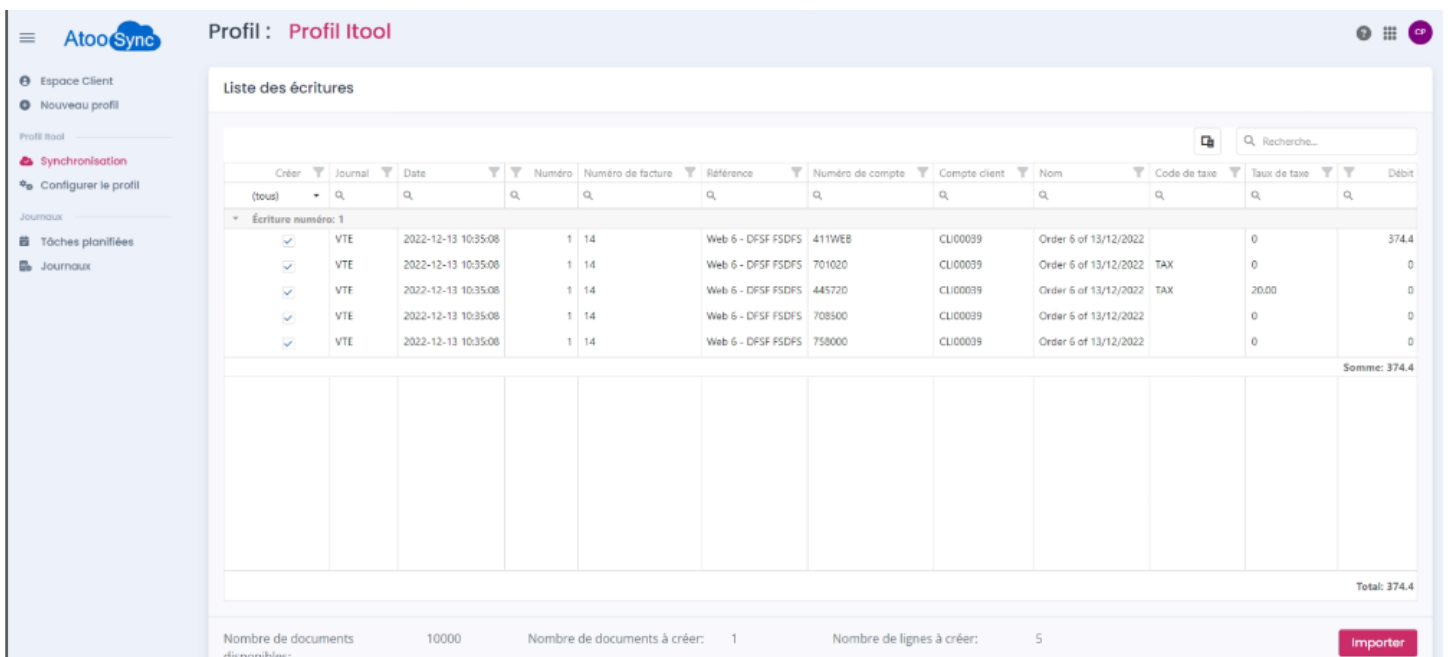 AtooSync
Profil : Profil Itool
CP
Espace Client
Nouveau profil
Profil Itool
Synchronisation
Configurer le profil
Journaux
Tâches planifiées
Journaux
Liste des écritures
Recherche...
Créer Journal Date Numéro Numéro de facture Référence Numéro de compte Compte client Nom Code de taxe Taux de taxe Débit
(tous)
Écriture numéro: 1
VTE 2022-12-13 10:35:08 1 14 Web 6 - DFSF FSDFS 411WEB CLI00039 Order 6 of 13/12/2022 0 374.4
VTE 2022-12-13 10:35:08 1 14 Web 6 - DFSF FSDFS 701020 CLI00039 Order 6 of 13/12/2022 TAX 0 0
VTE 2022-12-13 10:35:08 1 14 Web 6 - DFSF FSDFS 445720 CLI00039 Order 6 of 13/12/2022 TAX 20.00 0
VTE 2022-12-13 10:35:08 1 14 Web 6 - DFSF FSDFS 708500 CLI00039 Order 6 of 13/12/2022 0 0
VTE 2022-12-13 10:35:08 1 14 Web 6 - DFSF FSDFS 758000 CLI00039 Order 6 of 13/12/2022 0 0
Somme: 374.4
Total: 374.4
Nombre de documents disponibles: 10000 Nombre de documents à créer: 1 Nombre de lignes à créer: 5
Importer